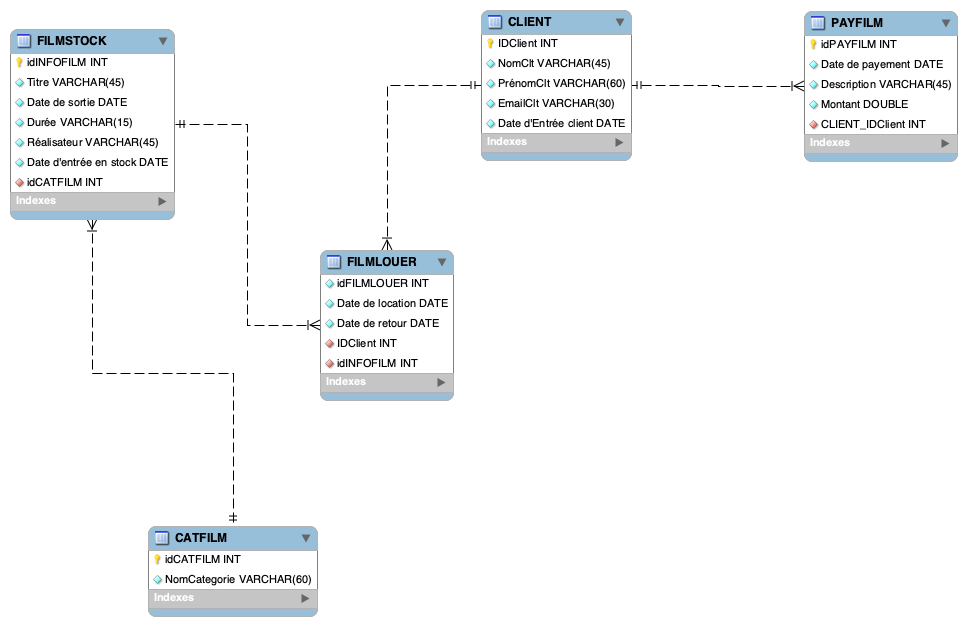 FILMSTOCK
idINFOFILM INT
Titre VARCHAR(45)
Date de sortie DATE
Durée VARCHAR(15)
Réalisateur VARCHAR(45)
Date d'entrée en stock DATE
idCATFILM INT
Indexes
CLIENT
IDClient INT
NomClt VARCHAR(45)
PrénomClt VARCHAR(60)
EmailClt VARCHAR(30)
Date d'Entrée client DATE
Indexes
PAYFILM
idPAYFILM INT
Date de payement DATE
Description VARCHAR(45)
Montant DOUBLE
CLIENT_IDClient INT
Indexes
FILMLOUER
idFILMLOUER INT
Date de location DATE
Date de retour DATE
IDClient INT
idINFOFILM INT
Indexes
CATFILM
idCATFILM INT
NomCategorie VARCHAR(60)
Indexes